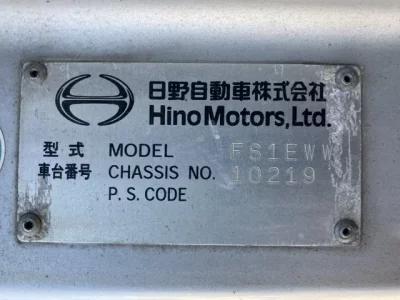 日野自動車株式会社
Hino Motors, Ltd.
型式 MODEL FS1EWW
車台番号 CHASSIS NO. 10219
P.S. CODE